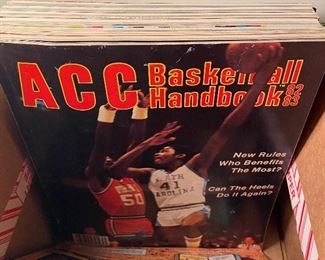 ACC Basketball
Handbook 82
83
New Rules
Who Benefits
The Most?
Can The Heels
Do It Again?
NORTH
41
CAROLINA
50